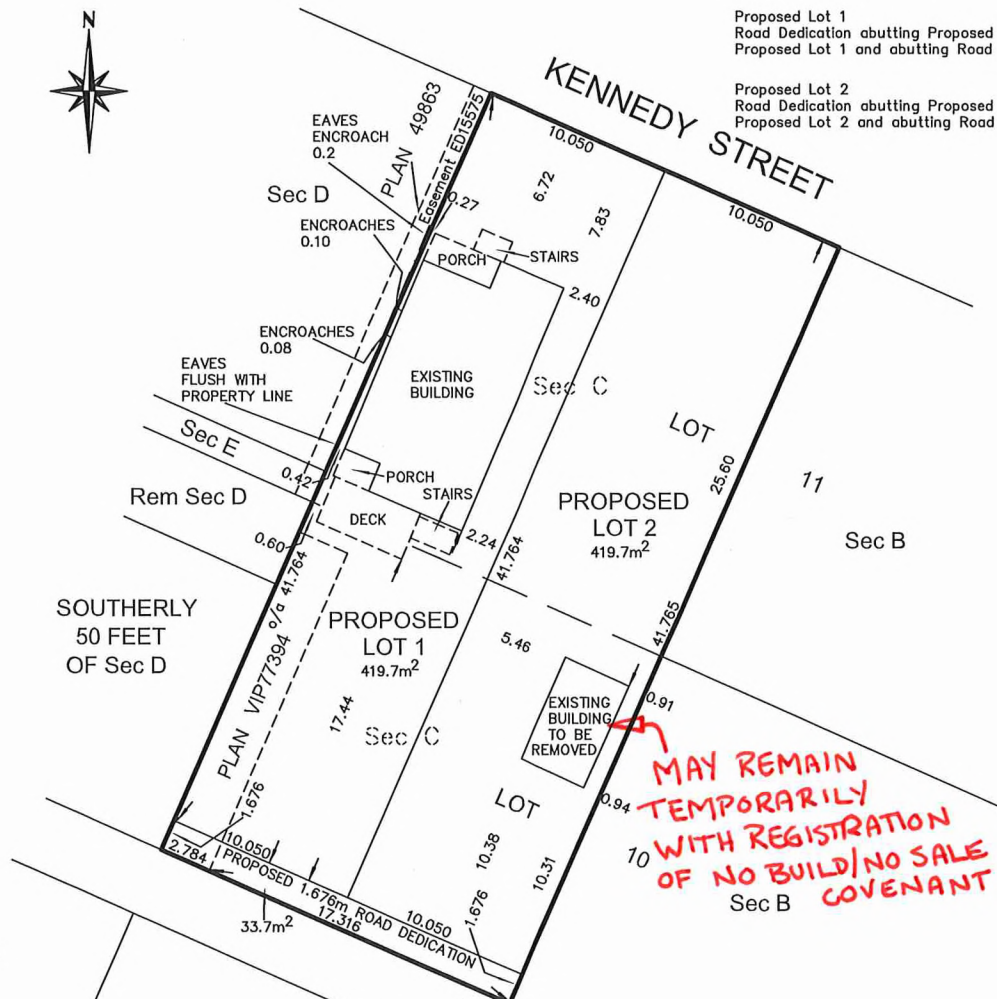 N
Proposed Lot 1
Road Dedication abutting Proposed
Proposed Lot 1 and abutting Road
Proposed Lot 2
Road Dedication abutting Proposed
Proposed Lot 2 and abutting Road
KENNEDY STREET
10.050
10.050
PLAN 49863
Easement ED15575
EAVES
ENCROACH
0.2
Sec D
ENCROACHES
0.10
0.27
6.72
7.83
PORCH
STAIRS
2.40
ENCROACHES
0.08
EAVES
FLUSH WITH
PROPERTY LINE
EXISTING
BUILDING
Sec C
LOT
25.60
11
Sec B
Sec E
0.42
PORCH
STAIRS
Rem Sec D
DECK
2.24
0.60
41.764
PROPOSED
LOT 2
419.7m²
41.765
SOUTHERLY
50 FEET
OF Sec D
PLAN VIP77394 o/a 41.764
PROPOSED
LOT 1
419.7m²
5.46
17.44
Sec C
EXISTING
BUILDING
TO BE
REMOVED
0.91
0.94
LOT
MAY REMAIN
TEMPORARILY
WITH REGISTRATION
OF NO BUILD/NO SALE
COVENANT
10
Sec B
10.38
10.31
1.676
1.676
10.050
10.050
2.784
PROPOSED 1.676m ROAD DEDICATION
17.316
33.7m²